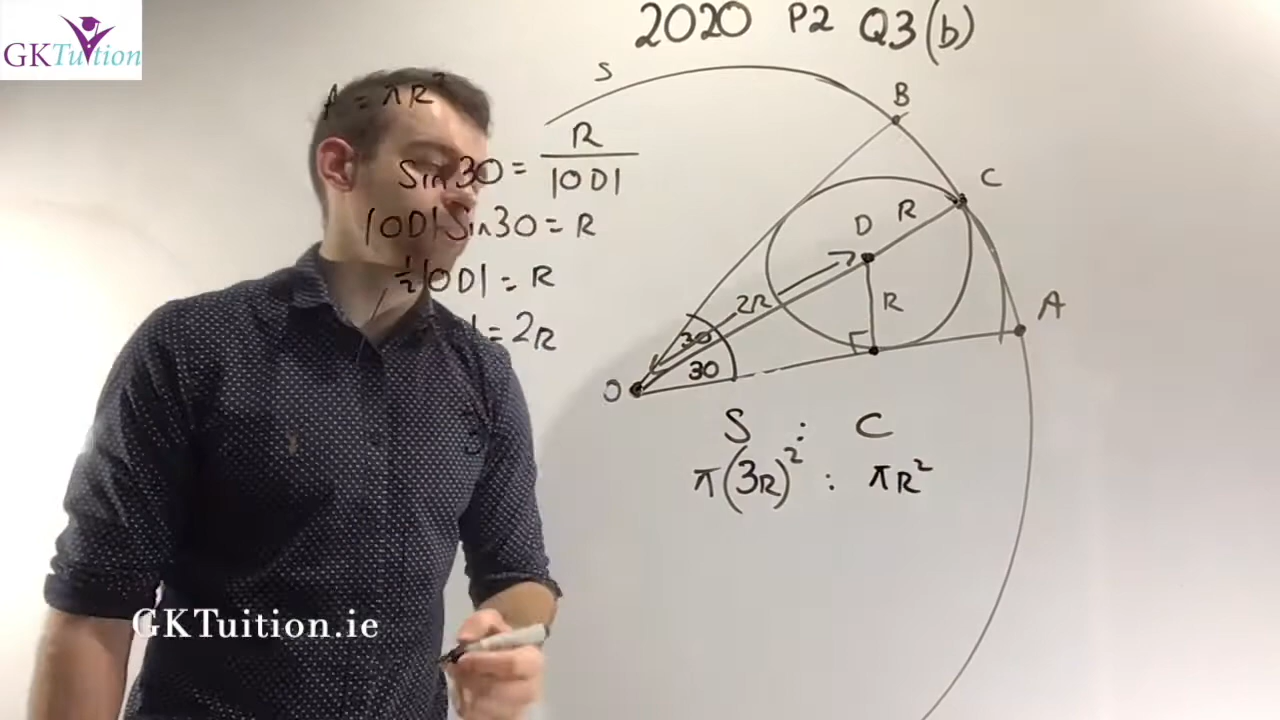 GKTuition
2020 P2 Q3(b)
S
A = πR²
Sin30 = R / |OD|
|OD|Sin30 = R
½|OD| = R
= 2R
B
C
D
R
2R
R
A
30
30
O
S : C
π(3R)² : πR²
GKTuition.ie